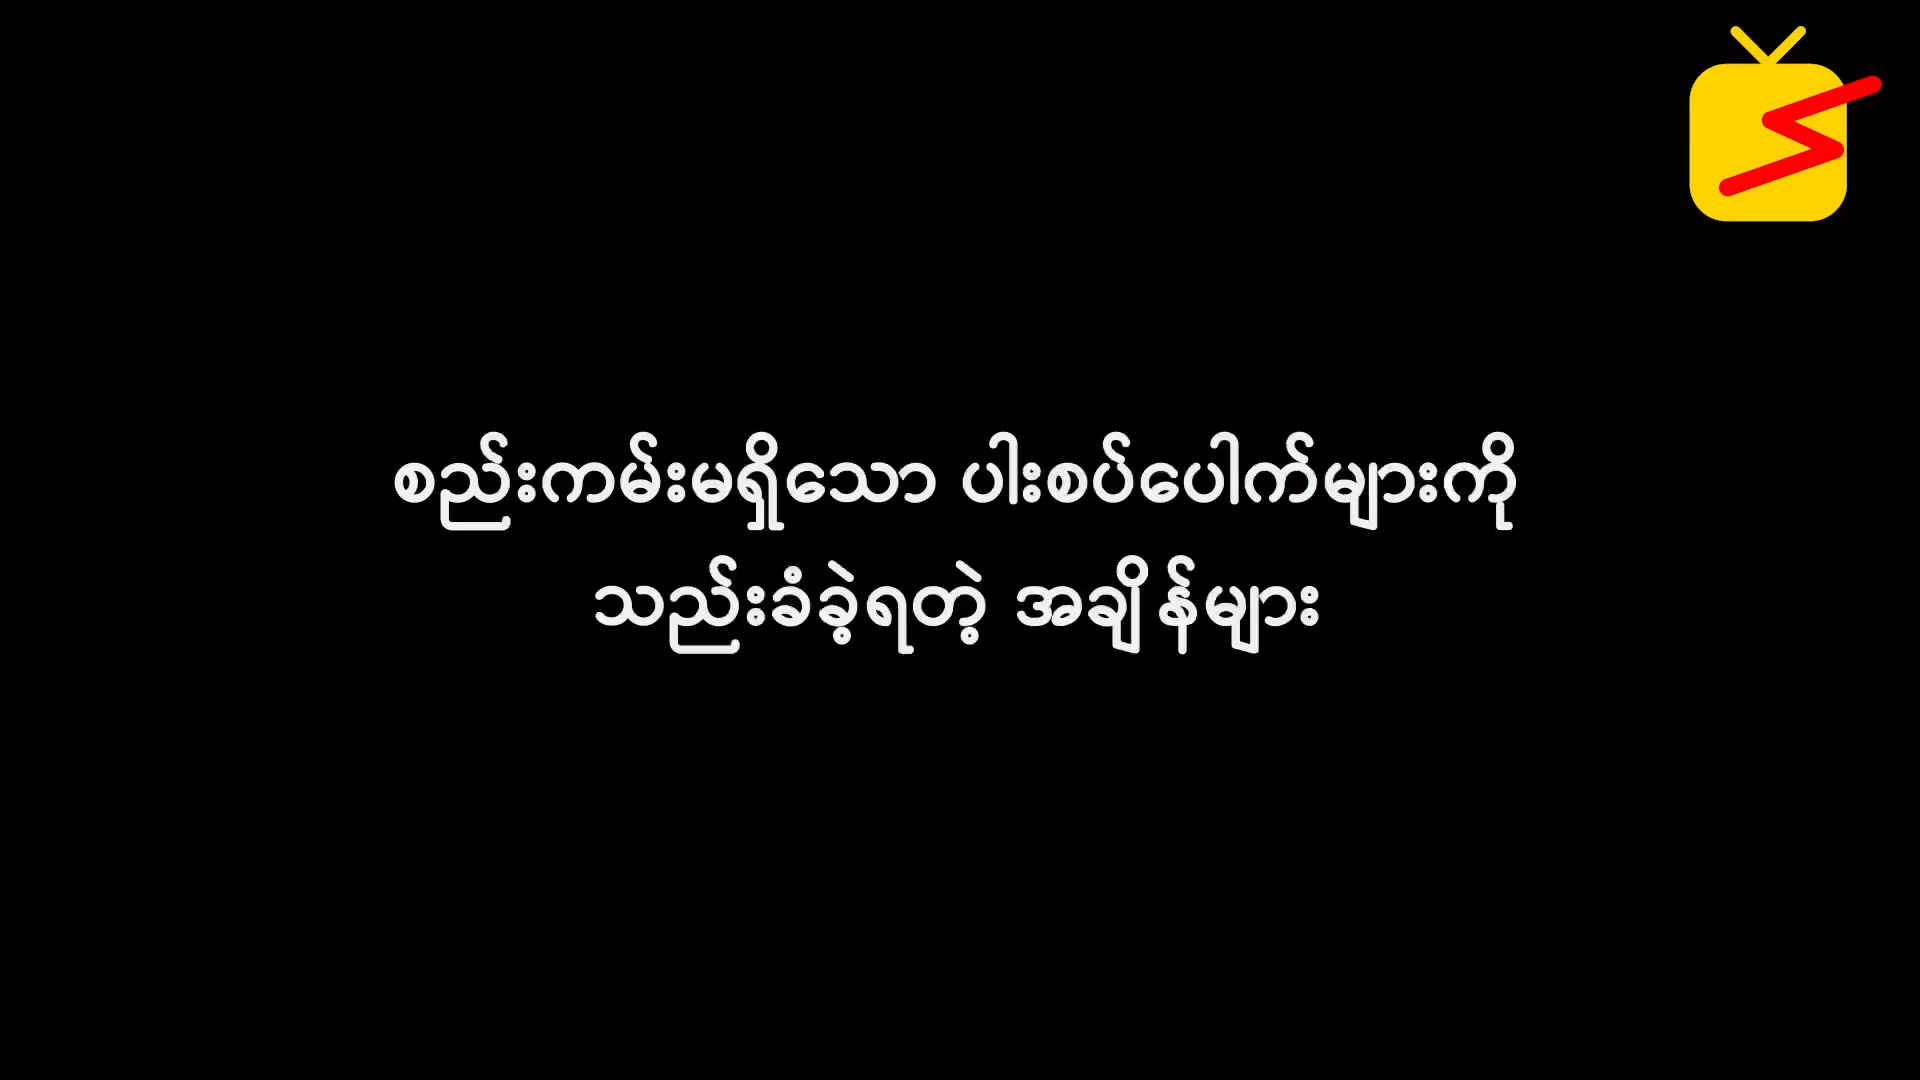 စည်းကမ်းမရှိသော ပါးစပ်ပေါက်များကို
သည်းခံခဲ့ရတဲ့ အချိန်များ